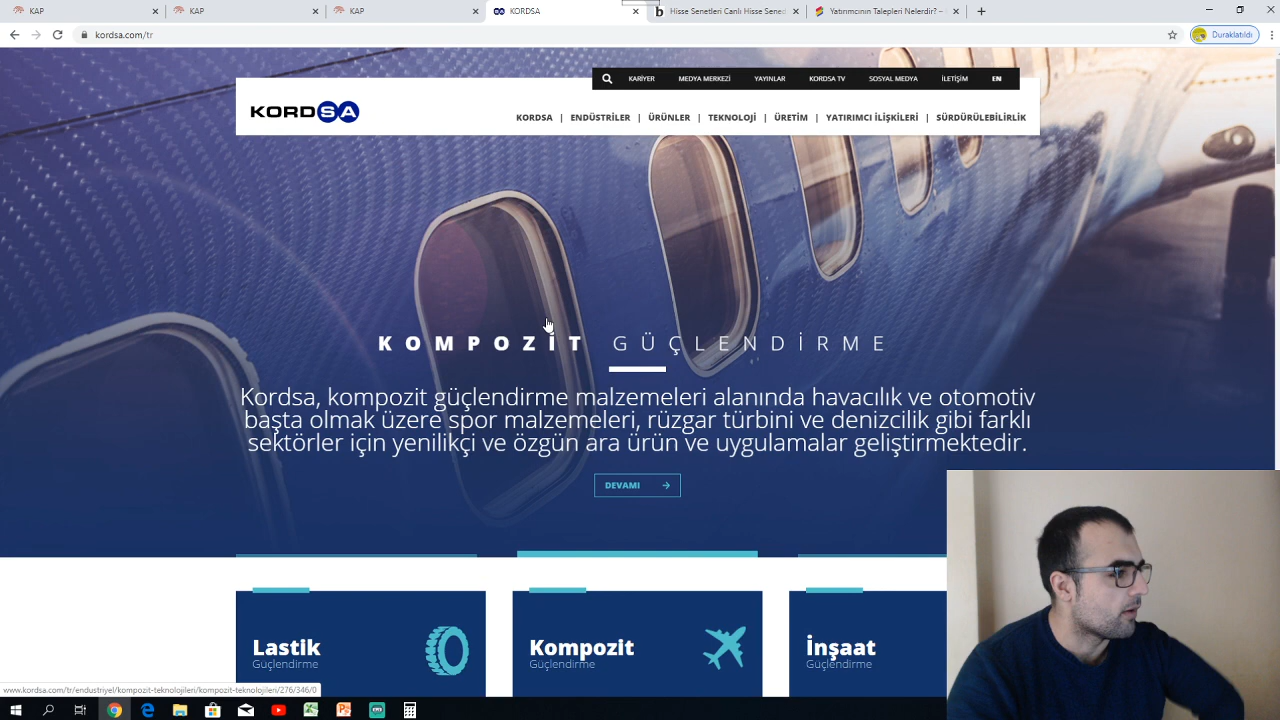 KAP
KAP
KAP
KORDSA
Hisse Senetleri Canlı Hisse Sened
Yatırımcının Talepleri Nelerdir? –
kordsa.com/tr
Duraklatıldı
KARİYER
MEDYA MERKEZİ
YAYINLAR
KORDSA TV
SOSYAL MEDYA
İLETİŞİM
EN
KORDSA
KORDSA | ENDÜSTRİLER | ÜRÜNLER | TEKNOLOJİ | ÜRETİM | YATIRIMCI İLİŞKİLERİ | SÜRDÜRÜLEBİLİRLİK
KOMPOZİT GÜÇLENDİRME
Kordsa, kompozit güçlendirme malzemeleri alanında havacılık ve otomotiv
başta olmak üzere spor malzemeleri, rüzgar türbini ve denizcilik gibi farklı
sektörler için yenilikçi ve özgün ara ürün ve uygulamalar geliştirmektedir.
DEVAMI
Lastik
Güçlendirme
Kompozit
Güçlendirme
İnşaat
Güçlendirme
www.kordsa.com/tr/endustriyel/kompozit-teknolojileri/kompozit-teknolojileri/276/346/0